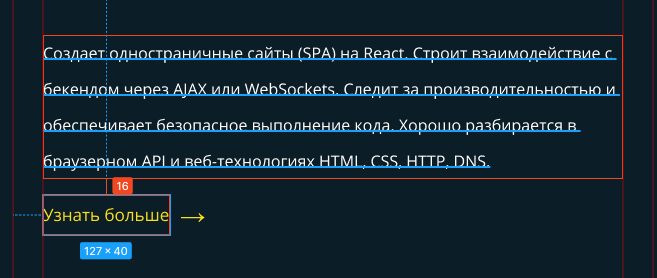 Создает одностраничные сайты (SPA) на React. Строит взаимодействие с
бекендом через AJAX или WebSockets. Следит за производительностью и
обеспечивает безопасное выполнение кода. Хорошо разбирается в
браузерном API и веб-технологиях HTML, CSS, HTTP, DNS.
16
Узнать больше →
127 × 40